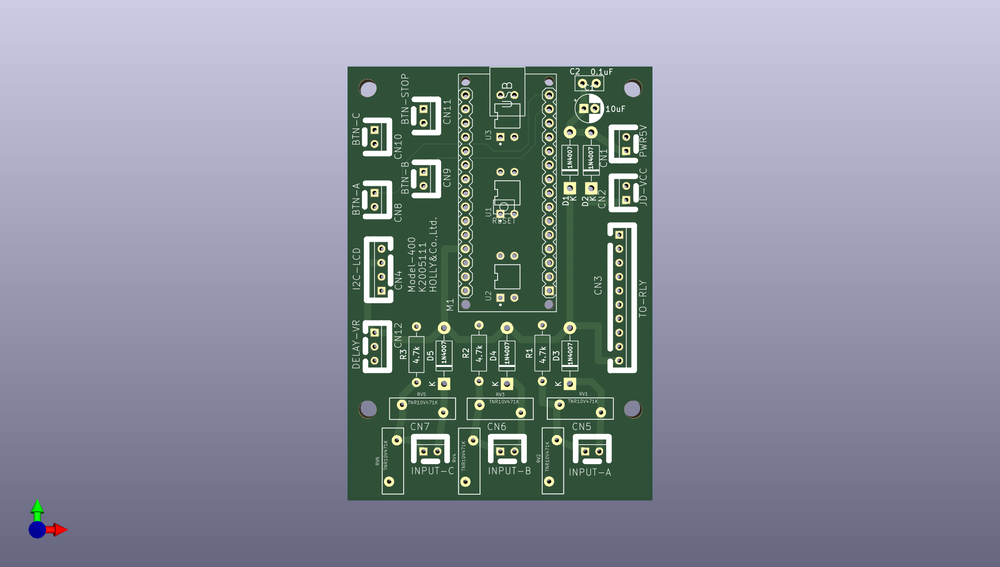 C2 0.1uF
C1
USB
+
10uF
BTN-STOP
CN11
BTN-C
CN10
U3
1N4007
1N4007
CN1
PWR5V
BTN-B
CN9
BTN-A
CN8
D1
K
D2
K
CN2
JD-VCC
U1
RESET
Model-400
K2005111
HOLLY&Co.,Ltd.
I2C-LCD
CN4
CN3
TO-RLY
U2
M1
DELAY-VR
CN12
R3
4.7k
D5
1N4007
R2
4.7k
D4
1N4007
R1
4.7k
D3
1N4007
K
K
K
RV5
TNR10V471K
RV3
TNR10V471K
RV1
TNR10V471K
CN7
CN6
CN5
RV6
TNR10V471K
RV4
TNR10V471K
RV2
TNR10V471K
INPUT-C
INPUT-B
INPUT-A